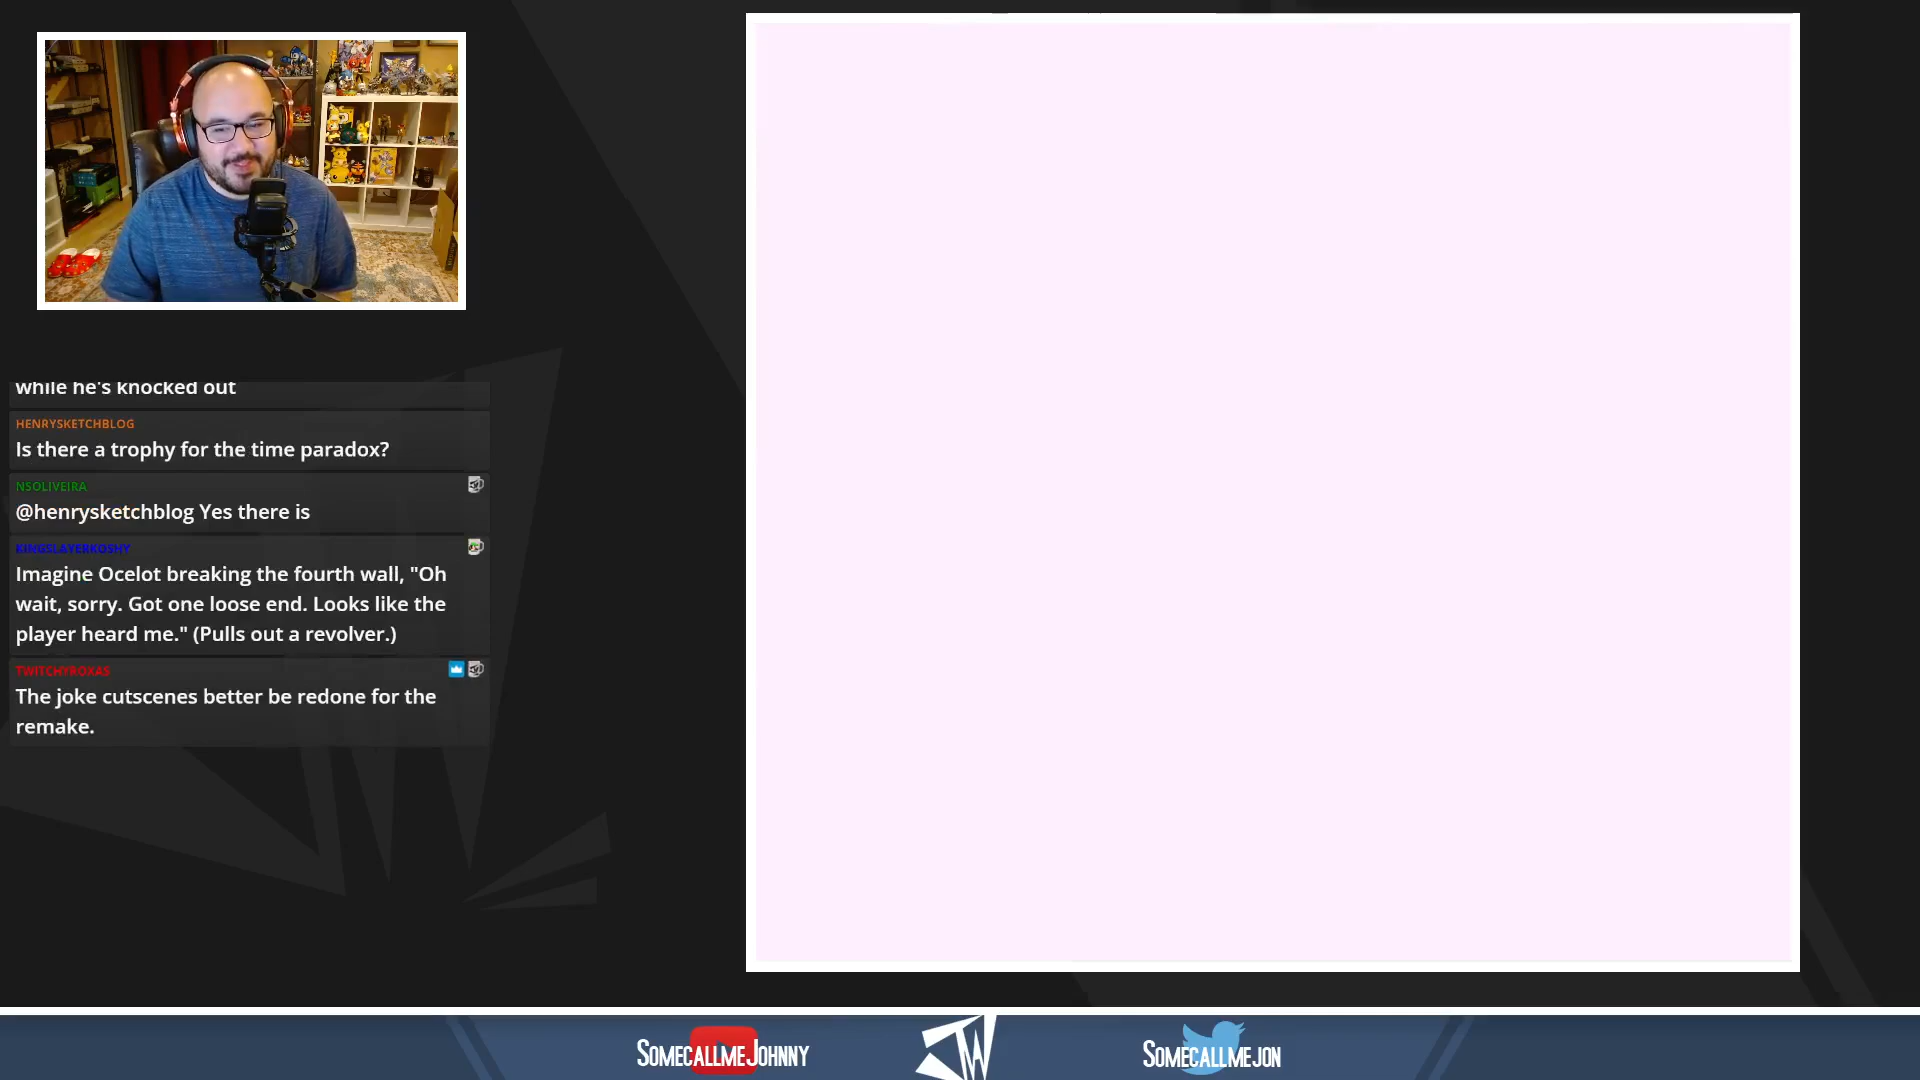 while he's knocked out
HENRYSKETCHBLOG
Is there a trophy for the time paradox?
NSOLIVEIRA
@henrysketchblog Yes there is
KINGSLAYERKOSHY
Imagine Ocelot breaking the fourth wall, "Oh
wait, sorry. Got one loose end. Looks like the
player heard me." (Pulls out a revolver.)
TWITCHYROXAS
The joke cutscenes better be redone for the
remake.
SOMECALLMEJOHNNY
SOMECALLMEJON